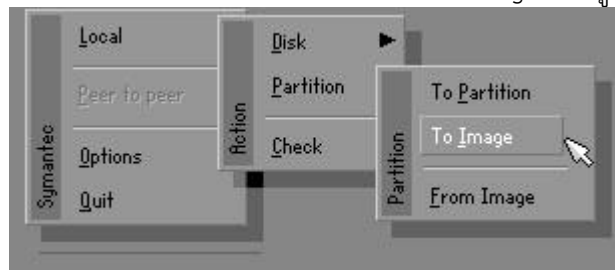 Local
Peer to peer
Options
Quit
Symantec
Disk
Partition
Check
Action
To Partition
To Image
From Image
Partition